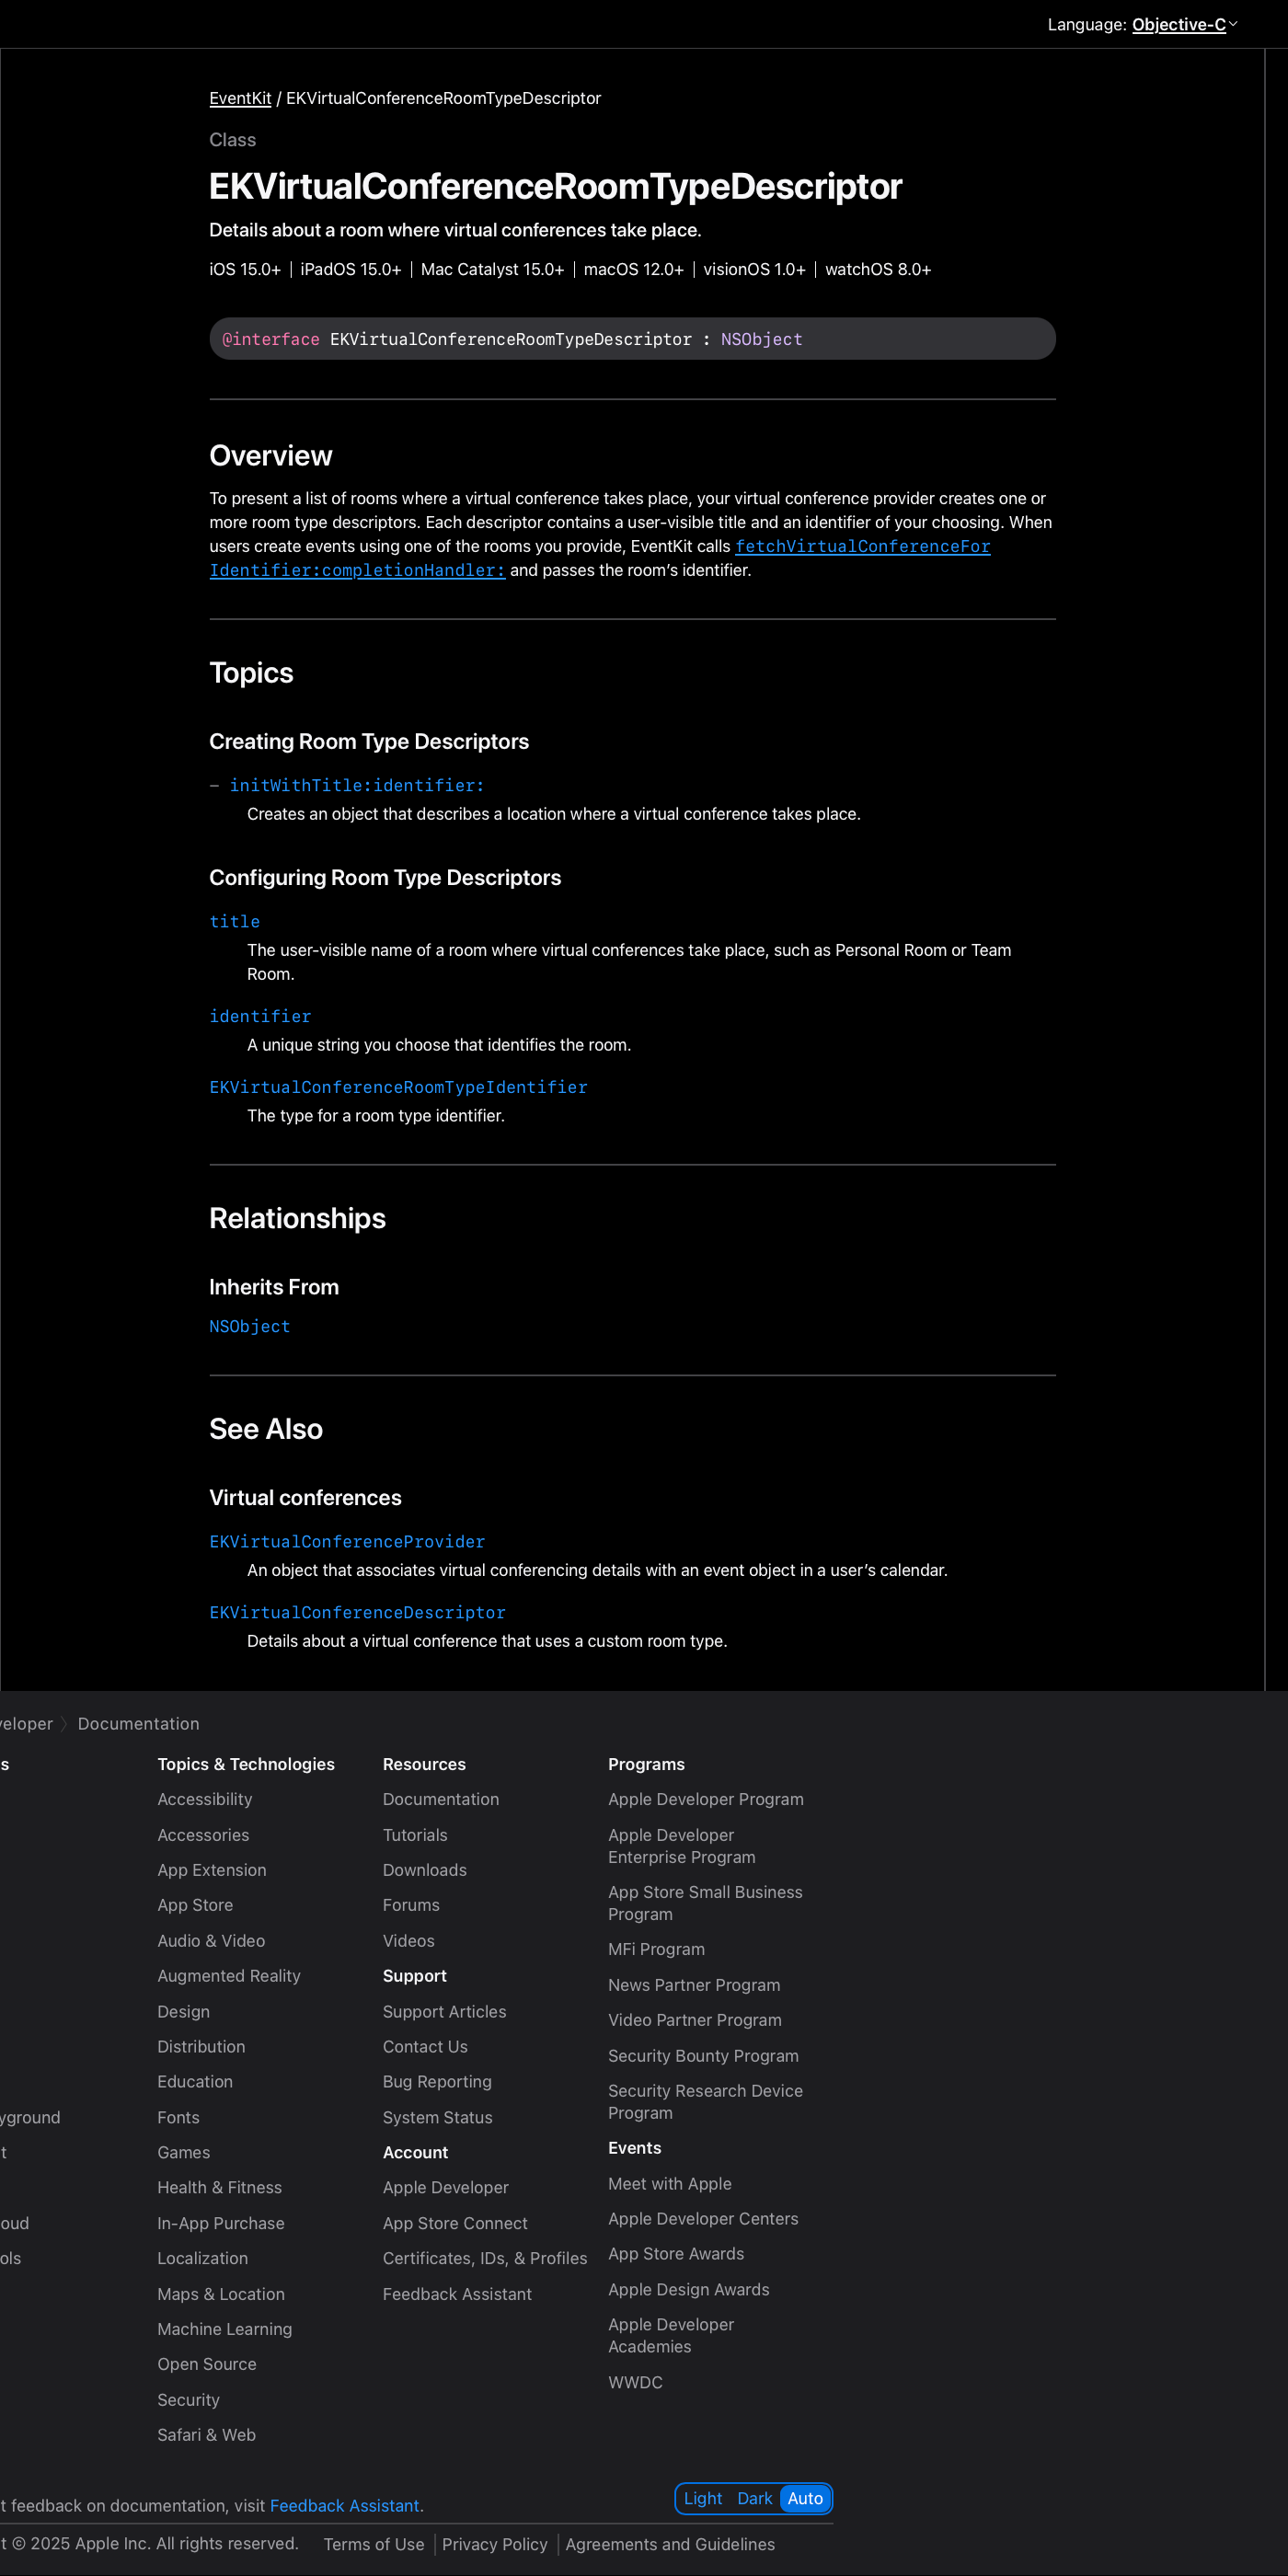 Language: Objective-C
EventKit / EKVirtualConferenceRoomTypeDescriptor
Class
EKVirtualConferenceRoomTypeDescriptor
Details about a room where virtual conferences take place.
iOS 15.0+ | iPadOS 15.0+ | Mac Catalyst 15.0+ | macOS 12.0+ | visionOS 1.0+ | watchOS 8.0+
@interface EKVirtualConferenceRoomTypeDescriptor : NSObject
Overview
To present a list of rooms where a virtual conference takes place, your virtual conference provider creates one or
more room type descriptors. Each descriptor contains a user-visible title and an identifier of your choosing. When
users create events using one of the rooms you provide, EventKit calls fetchVirtualConferenceFor
Identifier:completionHandler: and passes the room’s identifier.
Topics
Creating Room Type Descriptors
– initWithTitle:identifier:
Creates an object that describes a location where a virtual conference takes place.
Configuring Room Type Descriptors
title
The user-visible name of a room where virtual conferences take place, such as Personal Room or Team
Room.
identifier
A unique string you choose that identifies the room.
EKVirtualConferenceRoomTypeIdentifier
The type for a room type identifier.
Relationships
Inherits From
NSObject
See Also
Virtual conferences
EKVirtualConferenceProvider
An object that associates virtual conferencing details with an event object in a user’s calendar.
EKVirtualConferenceDescriptor
Details about a virtual conference that uses a custom room type.
veloper Documentation
s
yground
t
oud
ols
Topics & Technologies
Accessibility
Accessories
App Extension
App Store
Audio & Video
Augmented Reality
Design
Distribution
Education
Fonts
Games
Health & Fitness
In-App Purchase
Localization
Maps & Location
Machine Learning
Open Source
Security
Safari & Web
Resources
Documentation
Tutorials
Downloads
Forums
Videos
Support
Support Articles
Contact Us
Bug Reporting
System Status
Account
Apple Developer
App Store Connect
Certificates, IDs, & Profiles
Feedback Assistant
Programs
Apple Developer Program
Apple Developer
Enterprise Program
App Store Small Business
Program
MFi Program
News Partner Program
Video Partner Program
Security Bounty Program
Security Research Device
Program
Events
Meet with Apple
Apple Developer Centers
App Store Awards
Apple Design Awards
Apple Developer
Academies
WWDC
Light Dark Auto
t feedback on documentation, visit Feedback Assistant.
t © 2025 Apple Inc. All rights reserved. Terms of Use | Privacy Policy | Agreements and Guidelines